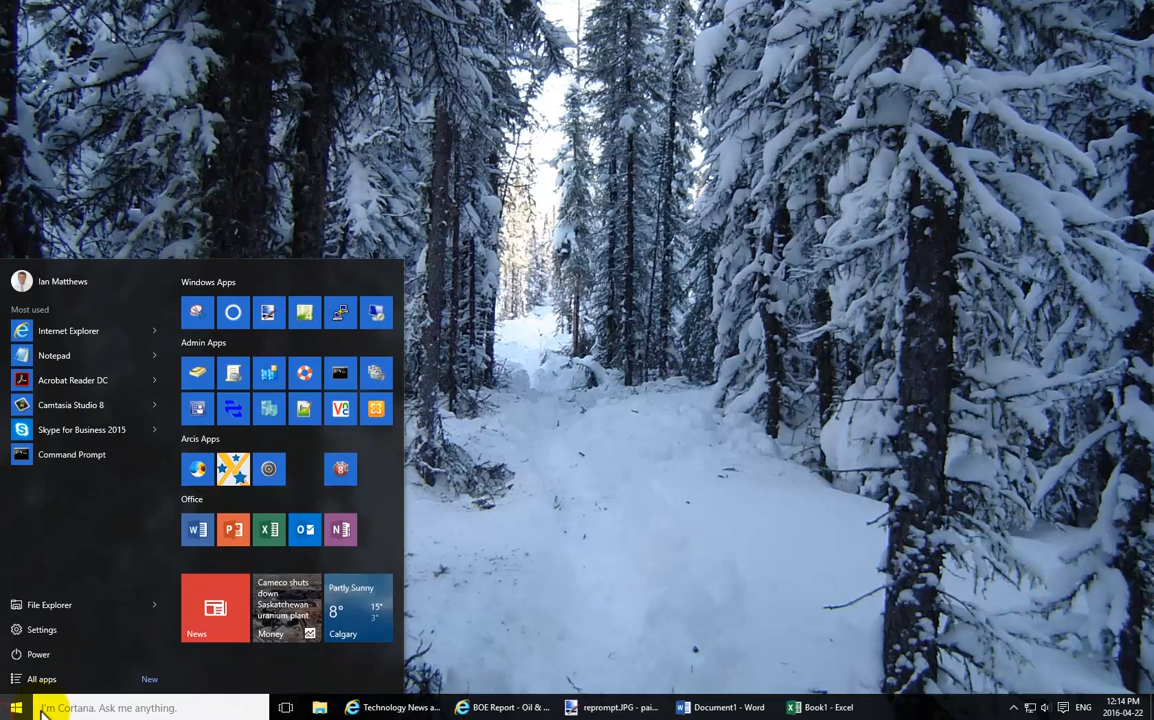 Ian Matthews
Most used
Internet Explorer
Notepad
Acrobat Reader DC
Camtasia Studio 8
Skype for Business 2015
Command Prompt
File Explorer
Settings
Power
All apps
New
Windows Apps
Admin Apps
Arcis Apps
Office
News
Cameco shuts
down
Saskatchewan
uranium plant
Money
Partly Sunny
8°
15°
3°
Calgary
I'm Cortana. Ask me anything.
Technology News a...
BOE Report - Oil & ...
reprompt.JPG - pai...
Document1 - Word
Book1 - Excel
ENG
12:14 PM
2016-04-22